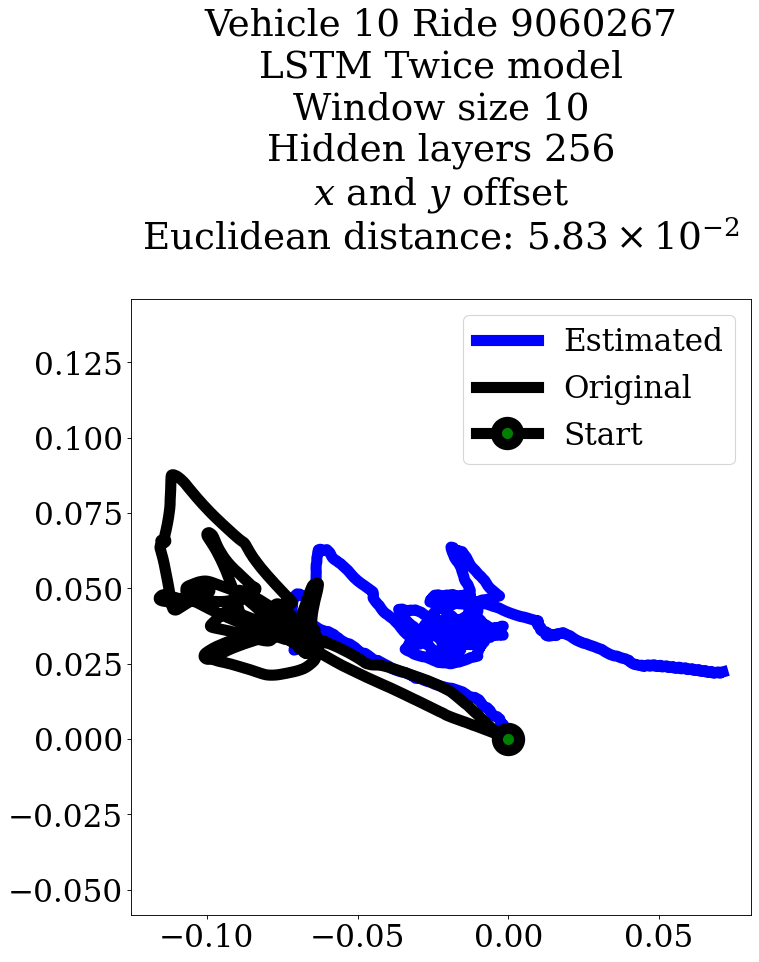 Vehicle 10 Ride 9060267
LSTM Twice model
Window size 10
Hidden layers 256
x and y offset
Euclidean distance: 5.83 × 10⁻²
Estimated
Original
Start
0.125
0.100
0.075
0.050
0.025
0.000
−0.025
−0.050
−0.10 −0.05 0.00 0.05